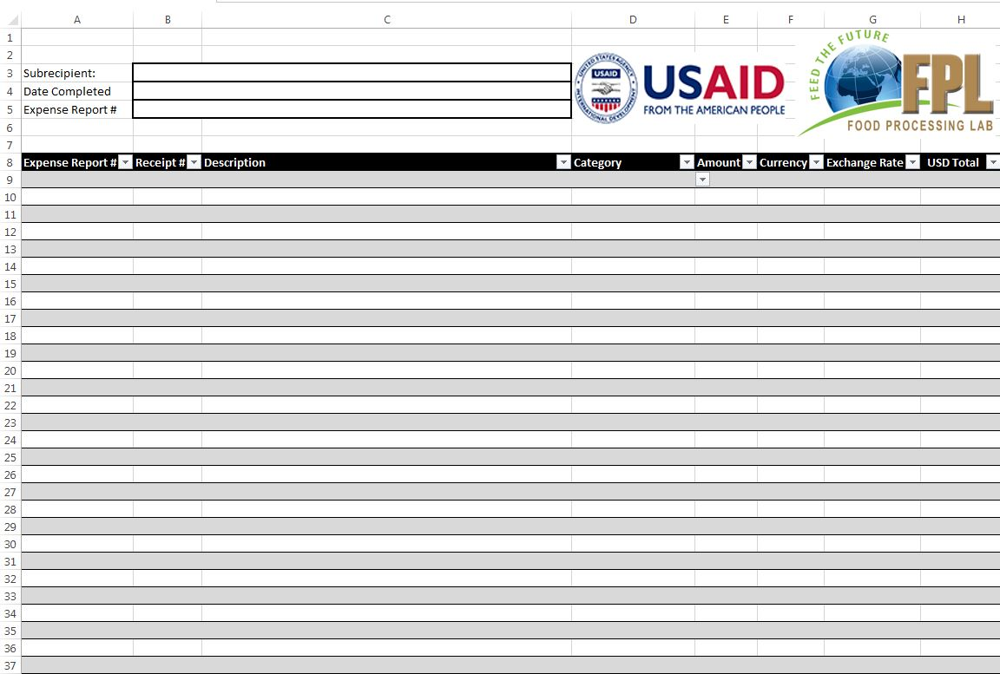 A B C D E F G H
1
2
3 Subrecipient:
4 Date Completed
5 Expense Report #
6
7
UNITED STATES AGENCY
USAID
INTERNATIONAL DEVELOPMENT
USAID
FROM THE AMERICAN PEOPLE
FEED THE FUTURE
FPL
FOOD PROCESSING LAB
8 Expense Report # Receipt # Description Category Amount Currency Exchange Rate USD Total
9
10
11
12
13
14
15
16
17
18
19
20
21
22
23
24
25
26
27
28
29
30
31
32
33
34
35
36
37